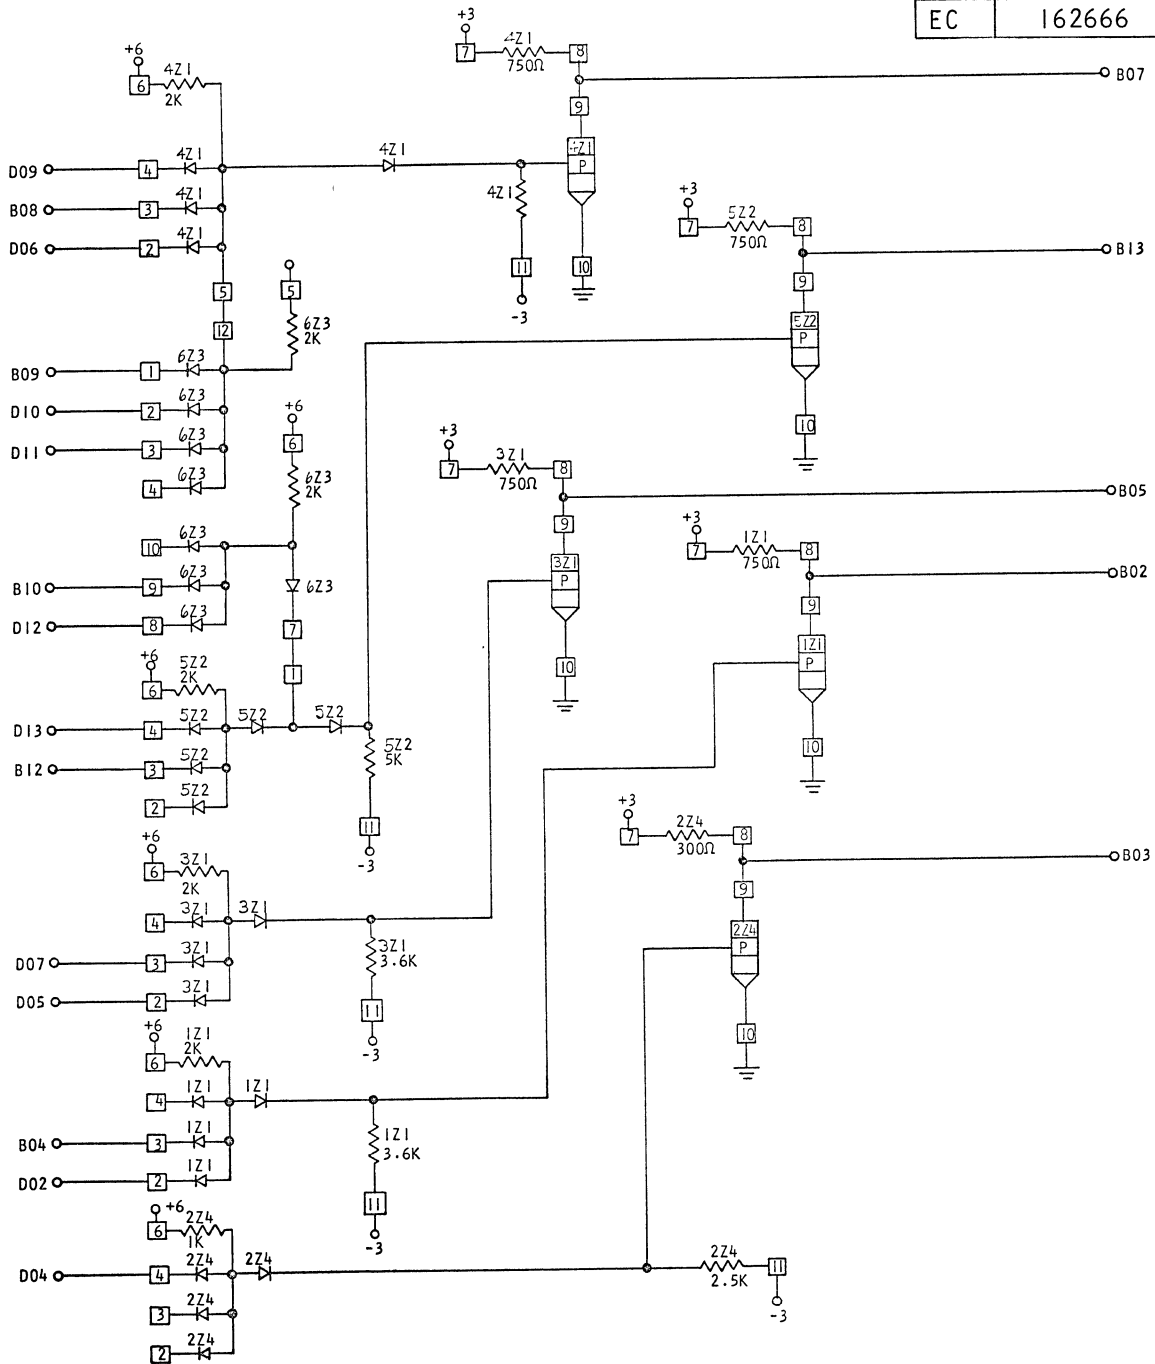 EC 162666
+3
7 4Z1 8
750Ω
B07
+6
6 4Z1
2K
9
4Z1
P
D09 4 4Z1
4Z1
B08 3 4Z1
4Z1
D06 2 4Z1
11
-3
10
+3
7 5Z2 8
750Ω
B13
9
5Z2
P
10
5
12
5
6Z3
2K
B09 1 6Z3
D10 2 6Z3
D11 3 6Z3
4 6Z3
+6
6
6Z3
2K
10 6Z3
B10 9 6Z3
6Z3
D12 8 6Z3
7
1
+3
7 3Z1 8
750Ω
B05
9
3Z1
P
10
+3
7 1Z1 8
750Ω
B02
9
1Z1
P
10
+6
6 5Z2
2K
D13 4 5Z2
5Z2
5Z2
B12 3 5Z2
5Z2
5K
2 5Z2
11
-3
+3
7 2Z4 8
300Ω
B03
9
2Z4
P
10
+6
6 3Z1
2K
4 3Z1
3Z1
D07 3 3Z1
3Z1
3.6K
D05 2 3Z1
11
-3
+6
6 1Z1
2K
4 1Z1
1Z1
B04 3 1Z1
1Z1
3.6K
D02 2 1Z1
11
-3
+6
6 2Z4
1K
D04 4 2Z4
2Z4
2Z4
2.5K
11
-3
3 2Z4
2 2Z4